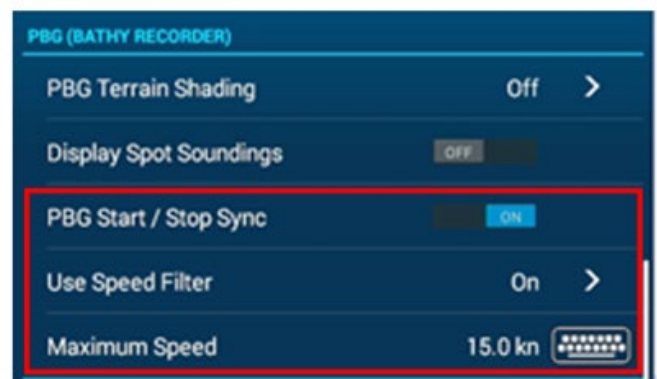 PBG (BATHY RECORDER)
PBG Terrain Shading Off >
Display Spot Soundings OFF
PBG Start / Stop Sync ON
Use Speed Filter On >
Maximum Speed 15.0 kn